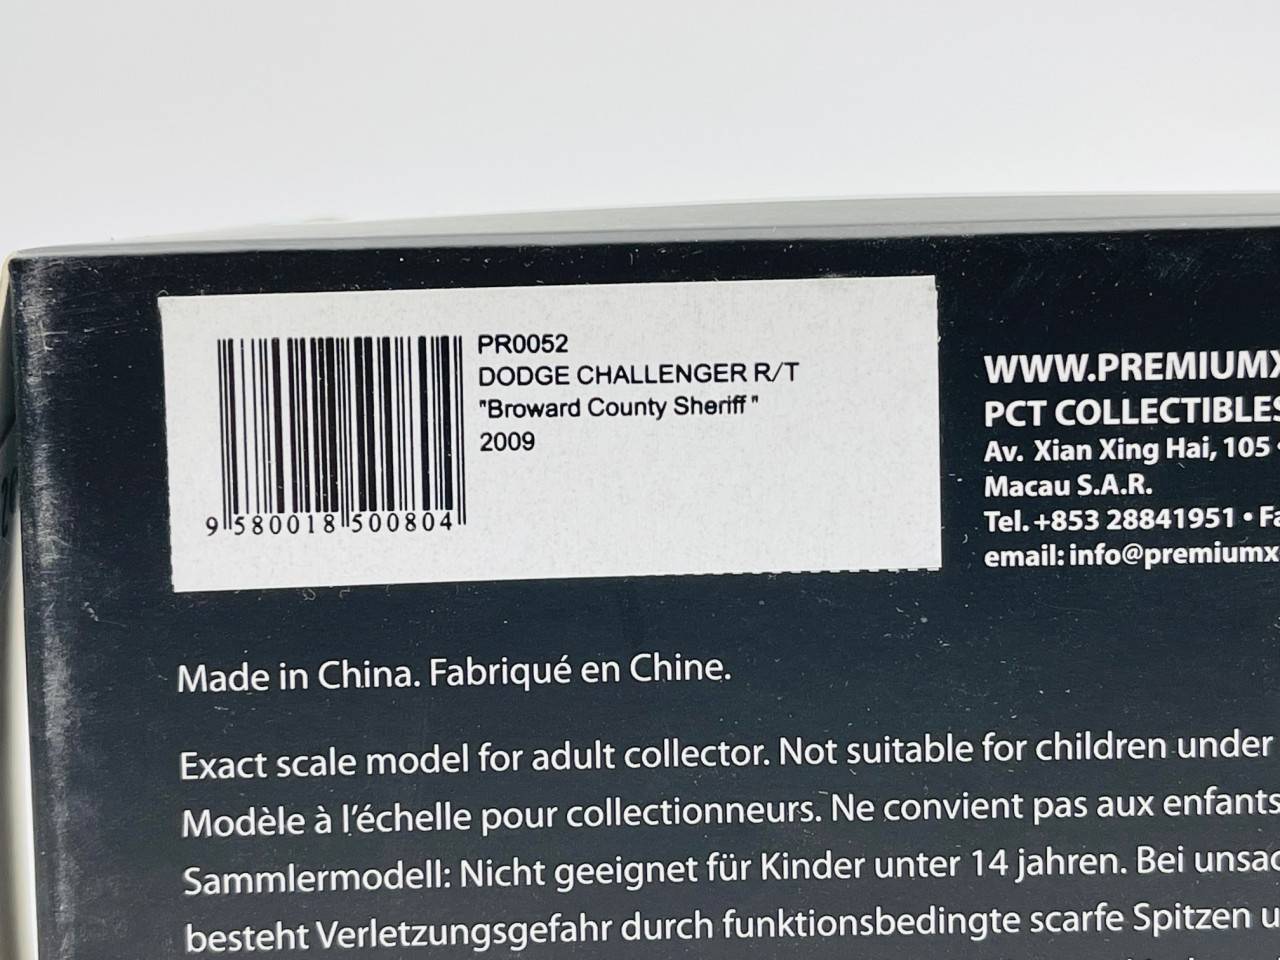 PR0052
DODGE CHALLENGER R/T
"Broward County Sheriff "
2009
9 580018 500804
WWW.PREMIUMX
PCT COLLECTIBLES
Av. Xian Xing Hai, 105
Macau S.A.R.
Tel. +853 28841951 • Fa
email: info@premiumx
Made in China. Fabriqué en Chine.
Exact scale model for adult collector. Not suitable for children under
Modèle à l'échelle pour collectionneurs. Ne convient pas aux enfants
Sammlermodell: Nicht geeignet für Kinder unter 14 jahren. Bei unsac
besteht Verletzungsgefahr durch funktionsbedingte scarfe Spitzen u